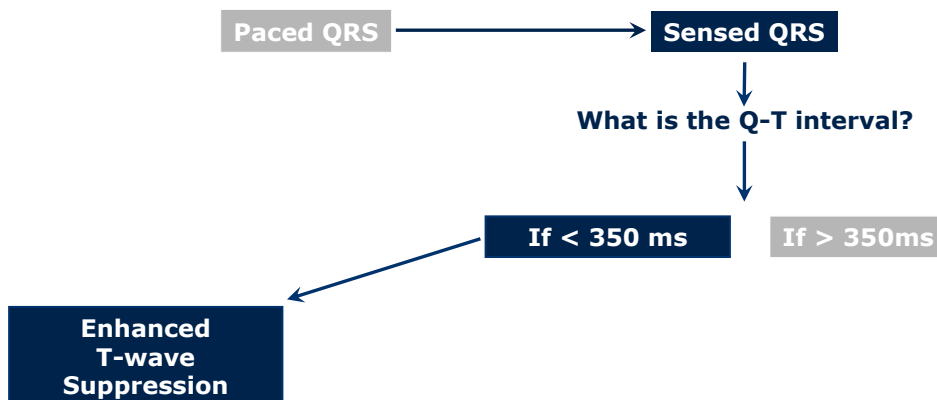 Paced QRS
Sensed QRS
What is the Q-T interval?
If < 350 ms
If > 350ms
Enhanced
T-wave
Suppression